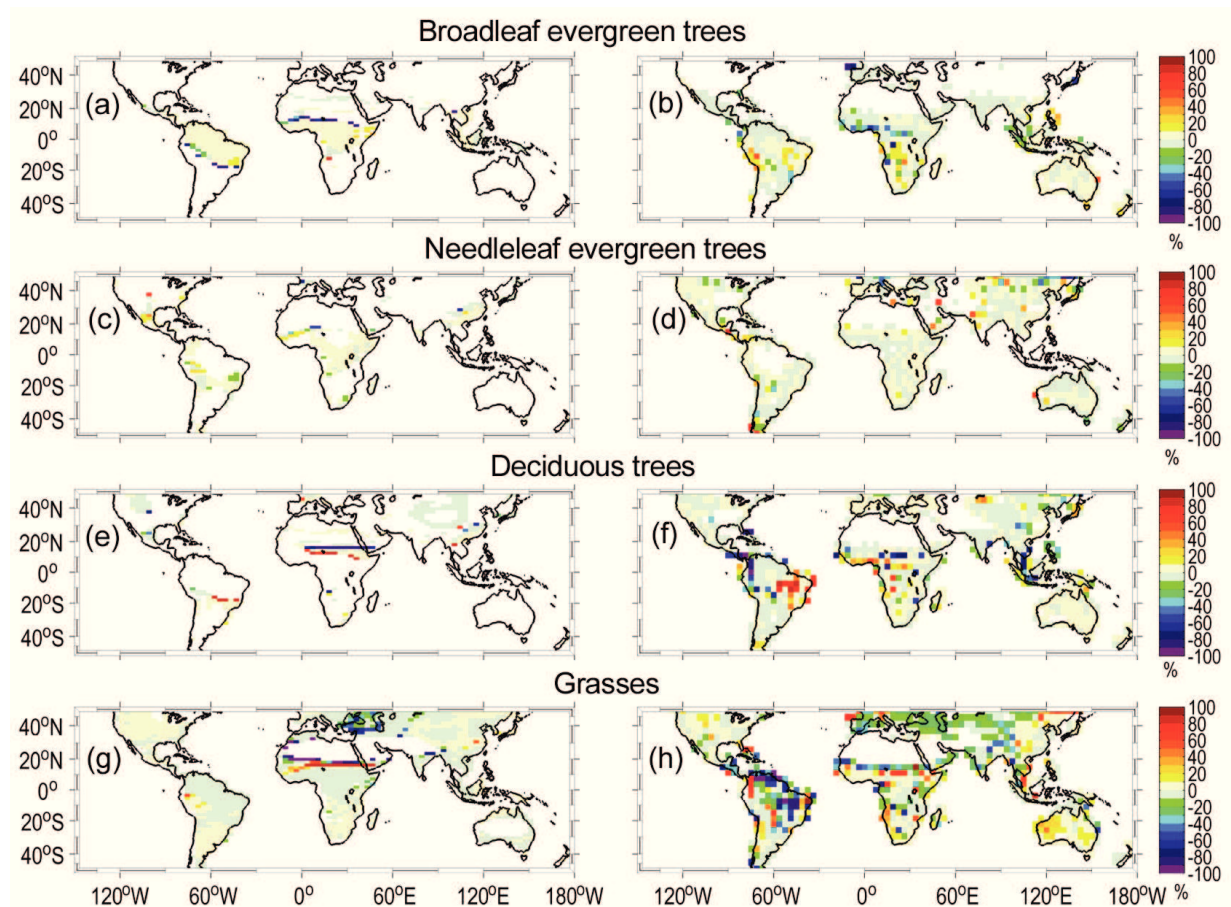 Broadleaf evergreen trees
40°N
20°N
0°
20°S
40°S
(a)
(b)
100
80
60
40
20
0
-20
-40
-60
-80
-100
%
Needleleaf evergreen trees
40°N
20°N
0°
20°S
40°S
(c)
(d)
100
80
60
40
20
0
-20
-40
-60
-80
-100
%
Deciduous trees
40°N
20°N
0°
20°S
40°S
(e)
(f)
100
80
60
40
20
0
-20
-40
-60
-80
-100
%
Grasses
40°N
20°N
0°
20°S
40°S
(g)
(h)
100
80
60
40
20
0
-20
-40
-60
-80
-100
%
120°W 60°W 0° 60°E 120°E 120°W 60°W 0° 60°E 120°E 180°W